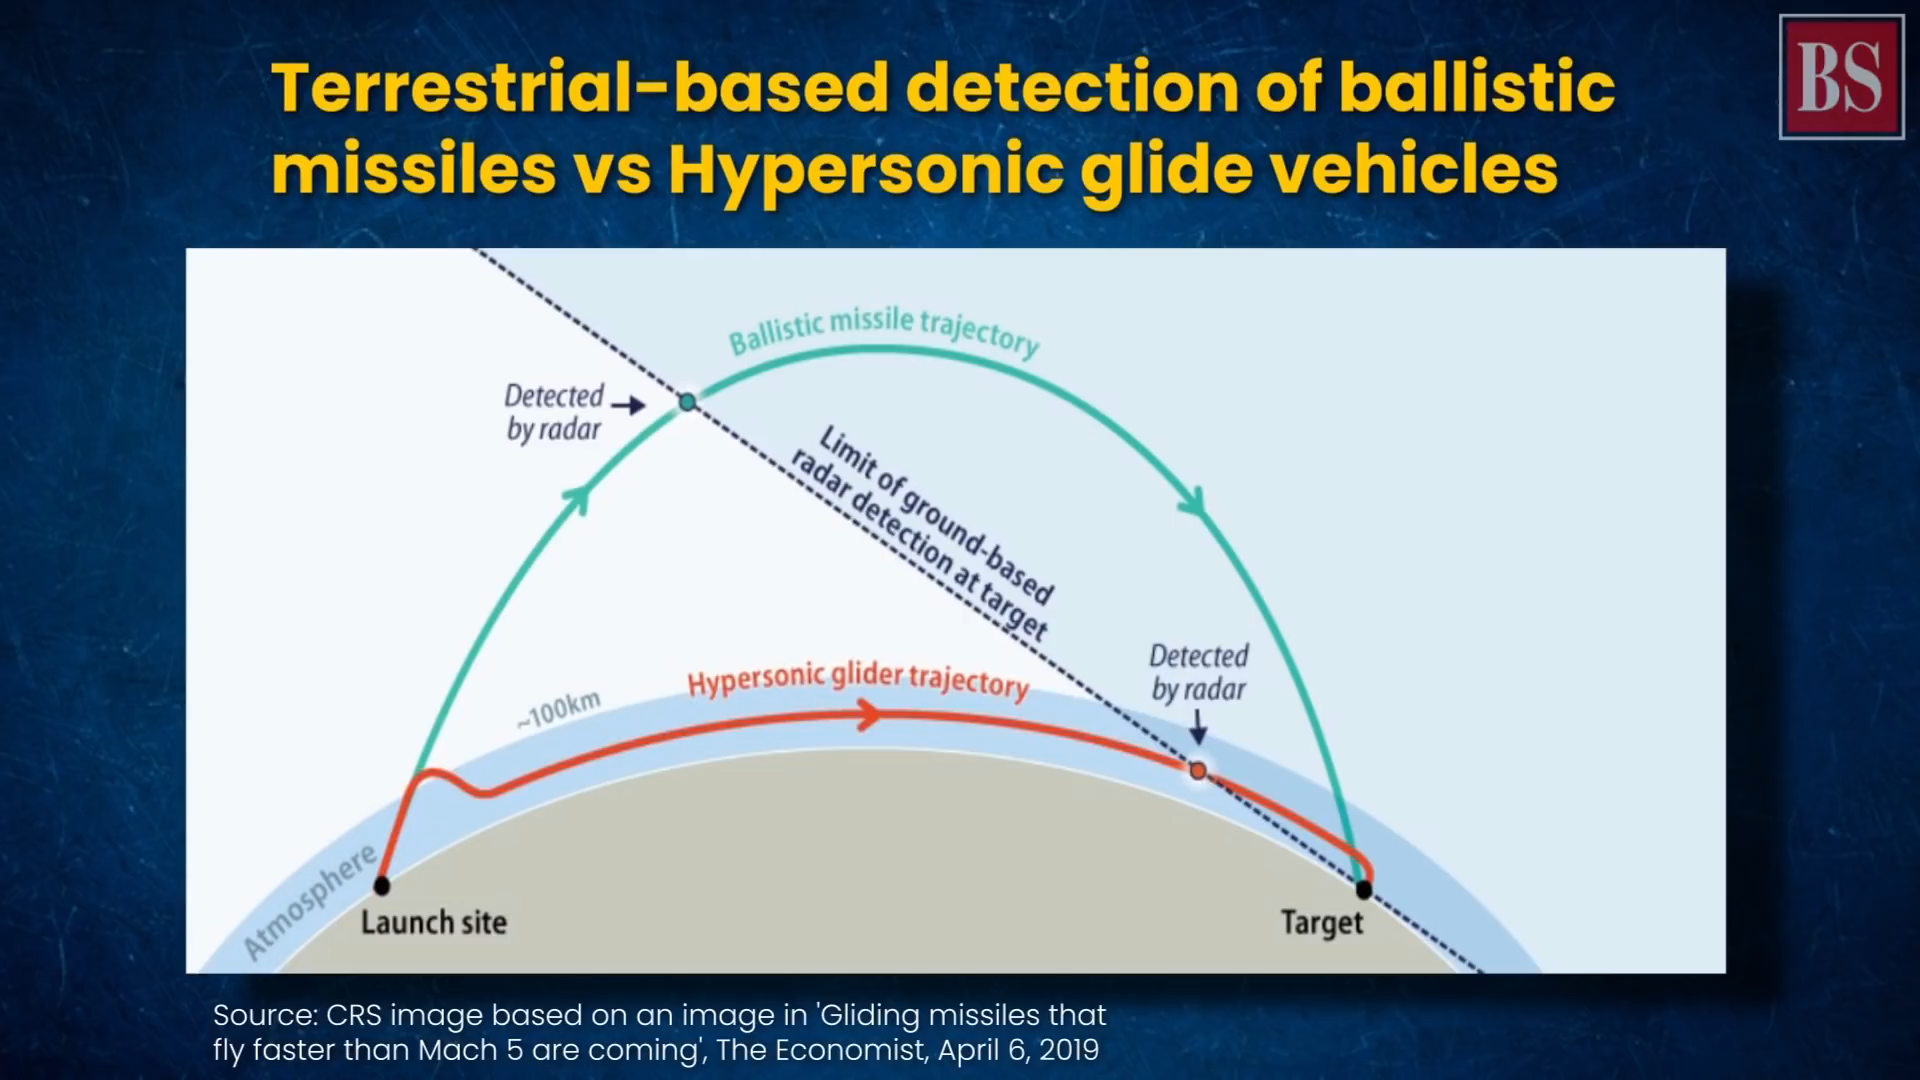 BS
Terrestrial-based detection of ballistic
missiles vs Hypersonic glide vehicles
Ballistic missile trajectory
Detected
by radar
Limit of ground-based
radar detection at target
Detected
by radar
Hypersonic glider trajectory
~100km
Atmosphere
Launch site
Target
Source: CRS image based on an image in 'Gliding missiles that
fly faster than Mach 5 are coming', The Economist, April 6, 2019